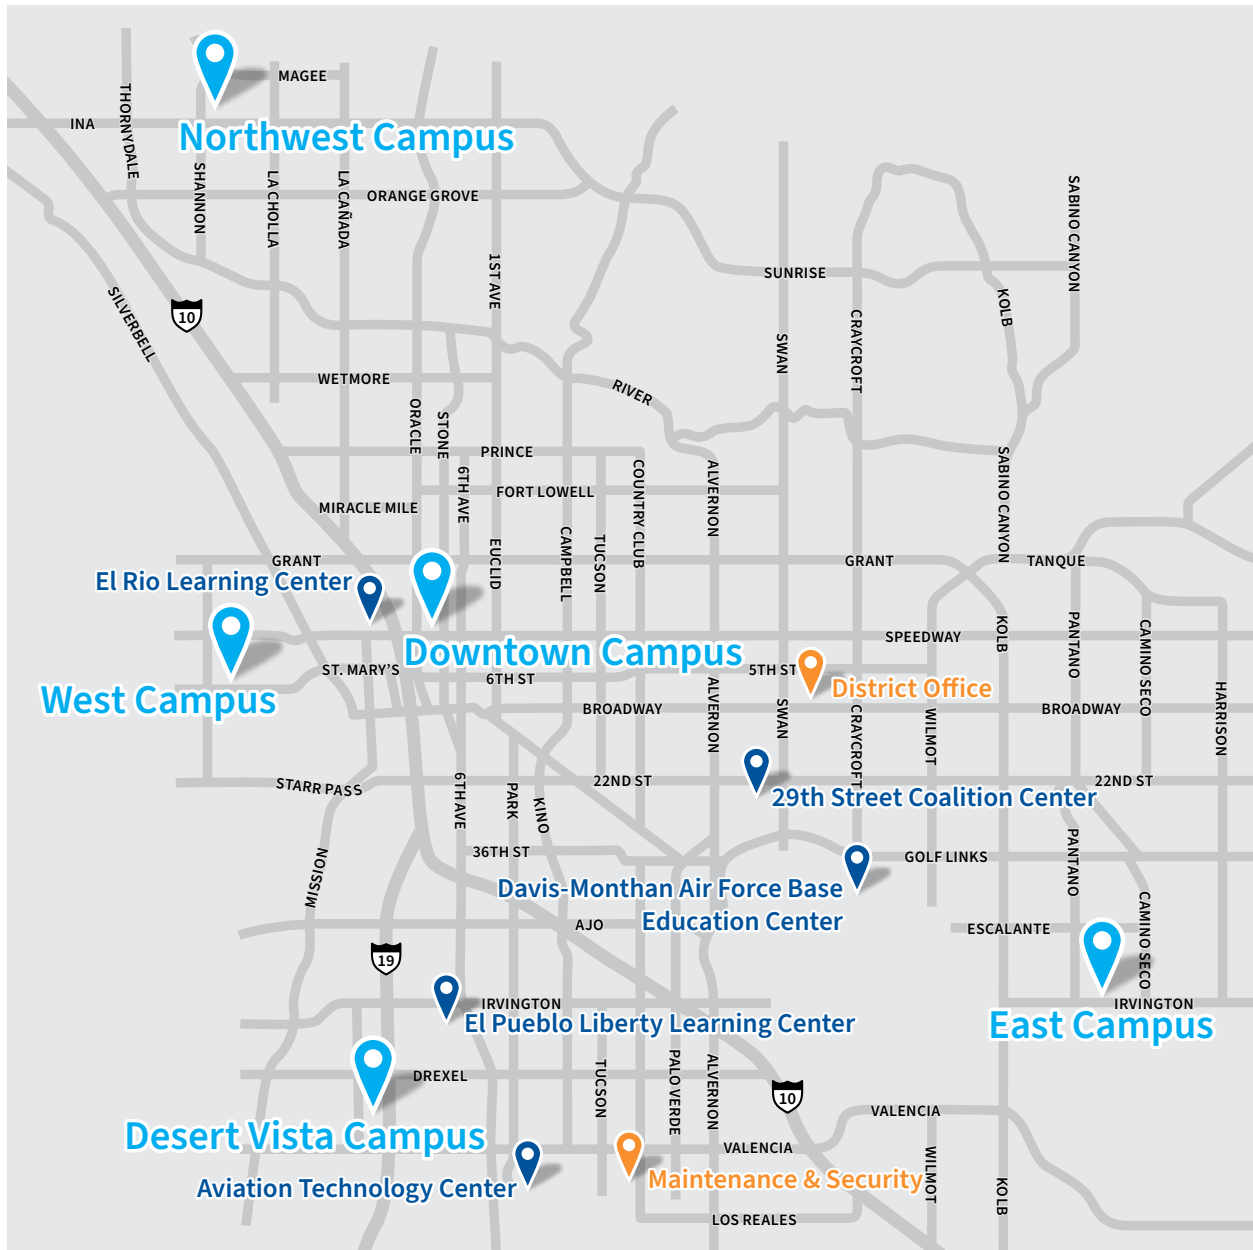 MAGEE
INA
THORNYDALE
Northwest Campus
SHANNON
LA CHOLLA
LA CAÑADA
ORANGE GROVE
SABINO CANYON
1ST AVE
SUNRISE
SILVERBELL
10
KOLB
CRAYCROFT
SWAN
WETMORE
RIVER
ORACLE
STONE
PRINCE
6TH AVE
FORT LOWELL
COUNTRY CLUB
ALVERNON
SABINO CANYON
MIRACLE MILE
EUCLID
CAMPBELL
TUCSON
GRANT
GRANT
TANQUE
El Rio Learning Center
SPEEDWAY
KOLB
PANTANO
CAMINO SECO
Downtown Campus
ST. MARY'S
6TH ST
5TH ST
District Office
West Campus
ALVERNON
SWAN
CRAYCROFT
WILMOT
HARRISON
BROADWAY
BROADWAY
STARR PASS
22ND ST
22ND ST
29th Street Coalition Center
6TH AVE
PARK
KINO
36TH ST
GOLF LINKS
PANTANO
MISSION
Davis-Monthan Air Force Base
Education Center
AJO
ESCALANTE
CAMINO SECO
19
IRVINGTON
IRVINGTON
El Pueblo Liberty Learning Center
East Campus
DREXEL
TUCSON
PALO VERDE
ALVERNON
10
VALENCIA
Desert Vista Campus
VALENCIA
WILMOT
KOLB
Aviation Technology Center
Maintenance & Security
LOS REALES